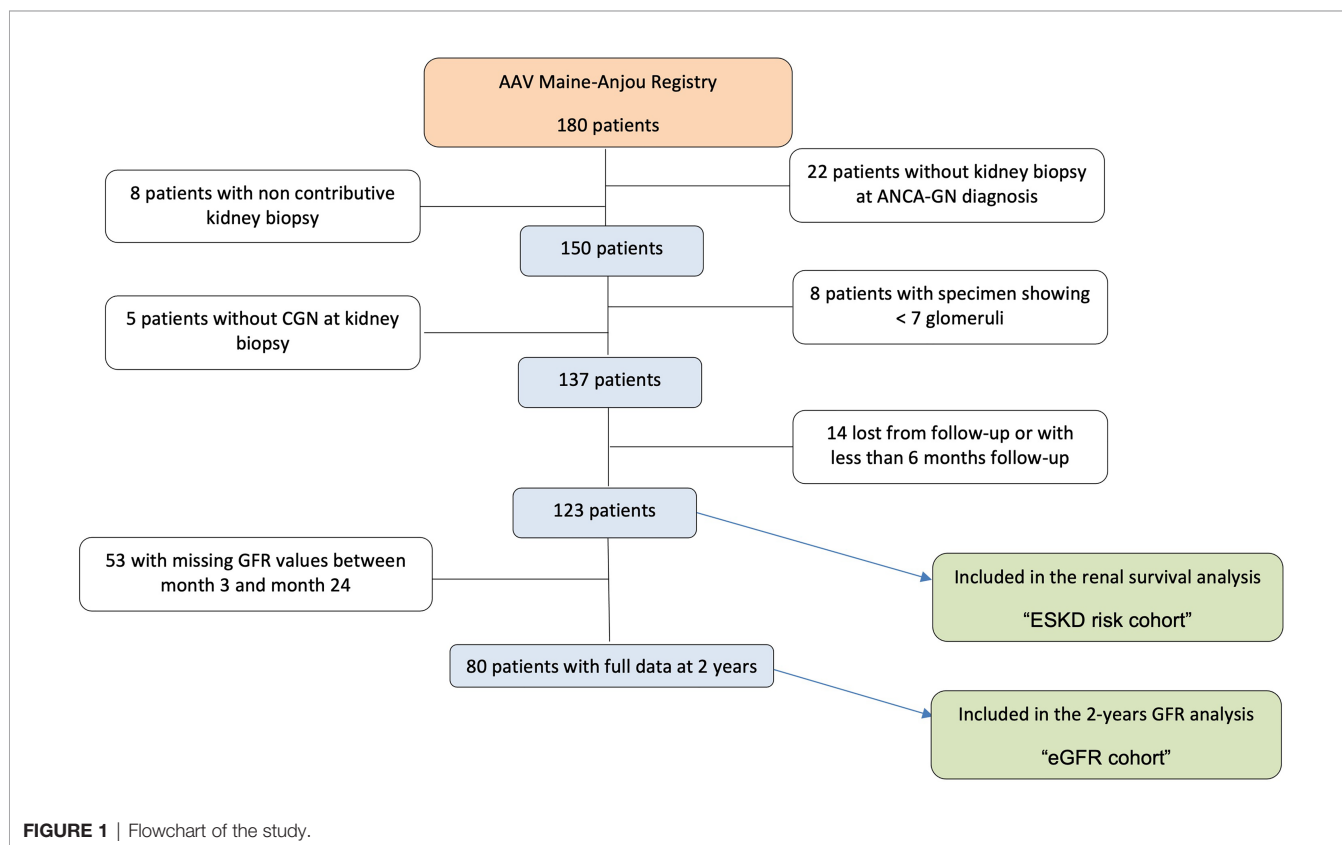 AAV Maine-Anjou Registry
180 patients
8 patients with non contributive
kidney biopsy
22 patients without kidney biopsy
at ANCA-GN diagnosis
150 patients
5 patients without CGN at kidney
biopsy
8 patients with specimen showing
< 7 glomeruli
137 patients
14 lost from follow-up or with
less than 6 months follow-up
123 patients
53 with missing GFR values between
month 3 and month 24
Included in the renal survival analysis
“ESKD risk cohort”
80 patients with full data at 2 years
Included in the 2-years GFR analysis
“eGFR cohort”
FIGURE 1 | Flowchart of the study.